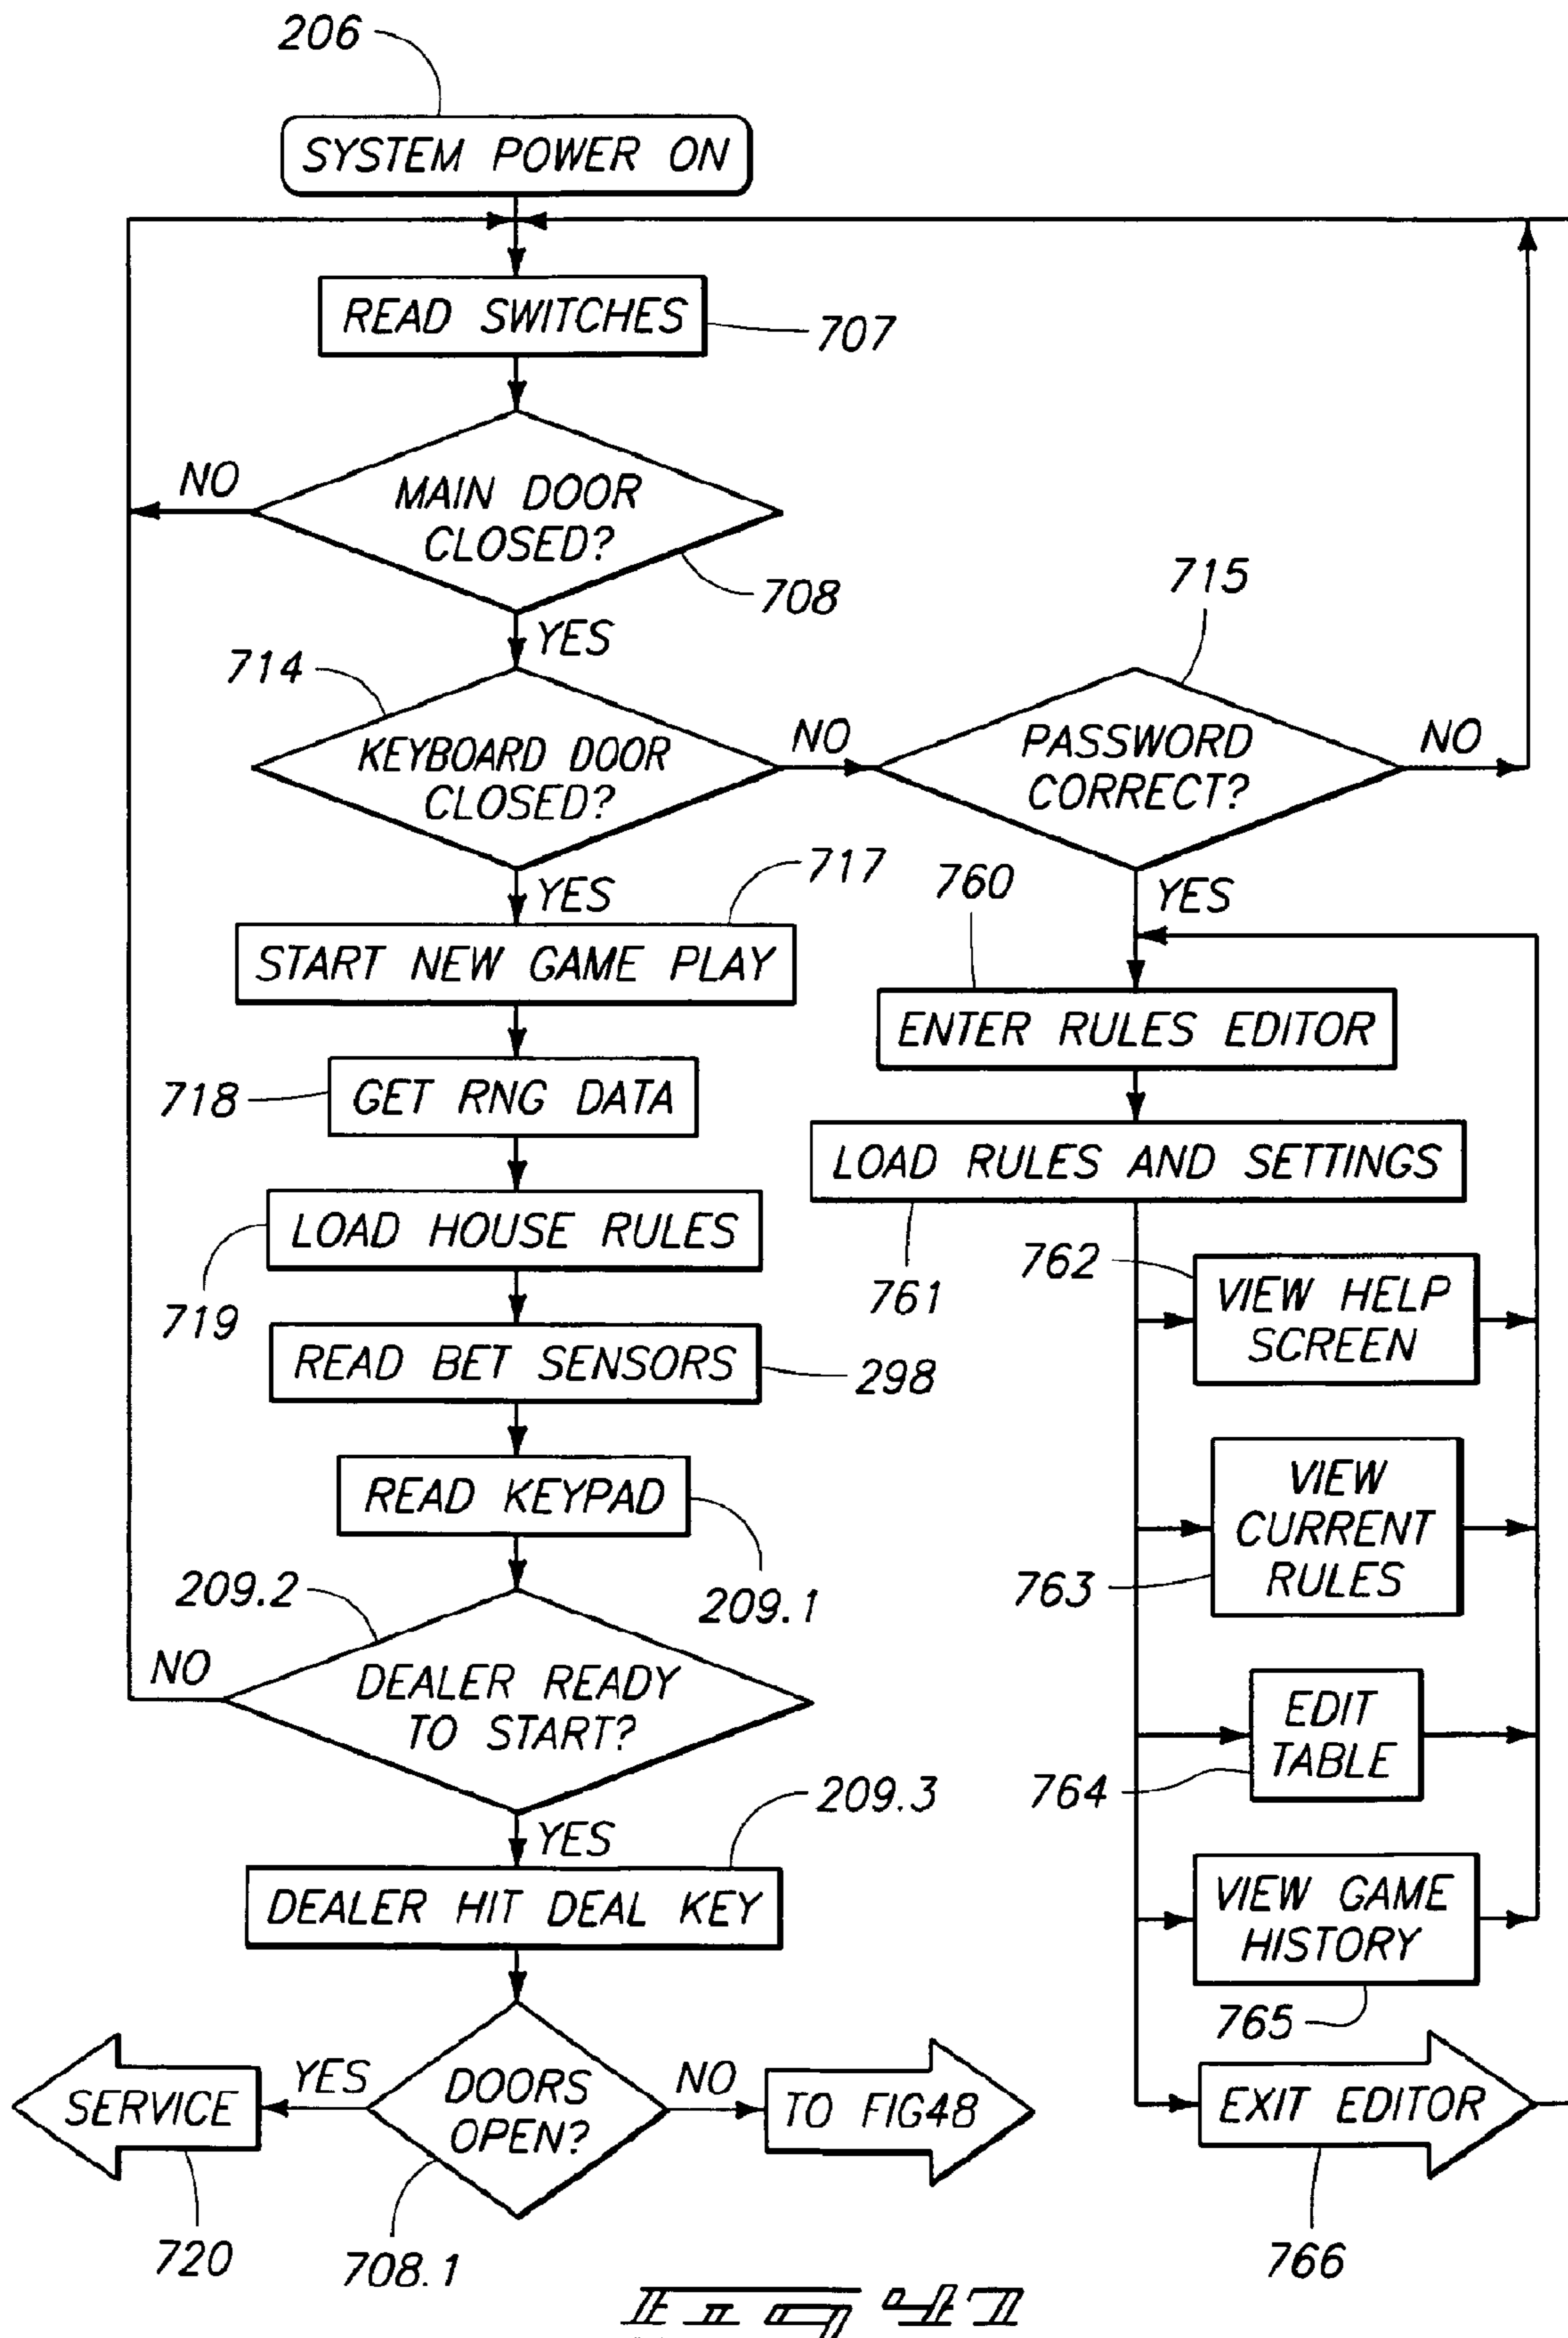 206
SYSTEM POWER ON
READ SWITCHES
707
NO
MAIN DOOR
CLOSED?
708
YES
714
KEYBOARD DOOR
CLOSED?
NO
715
PASSWORD
CORRECT?
NO
YES
717
START NEW GAME PLAY
718
GET RNG DATA
LOAD HOUSE RULES
719
READ BET SENSORS
298
READ KEYPAD
209.1
209.2
NO
DEALER READY
TO START?
YES
209.3
DEALER HIT DEAL KEY
DOORS
OPEN?
708.1
YES
SERVICE
720
NO
TO FIG48
YES
760
ENTER RULES EDITOR
LOAD RULES AND SETTINGS
761
762
VIEW HELP
SCREEN
VIEW
CURRENT
RULES
763
EDIT
TABLE
764
VIEW GAME
HISTORY
765
EXIT EDITOR
766
FIG 47